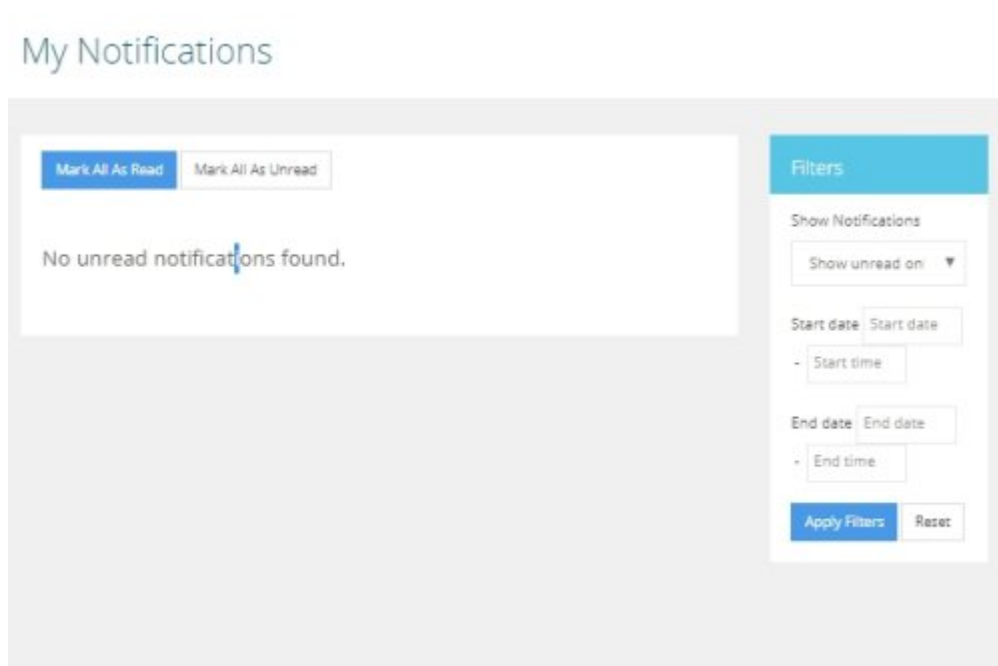 My Notifications
Mark All As Read Mark All As Unread
No unread notifications found.
Filters
Show Notifications
Show unread on
Start date Start date
- Start time
End date End date
- End time
Apply Filters Reset